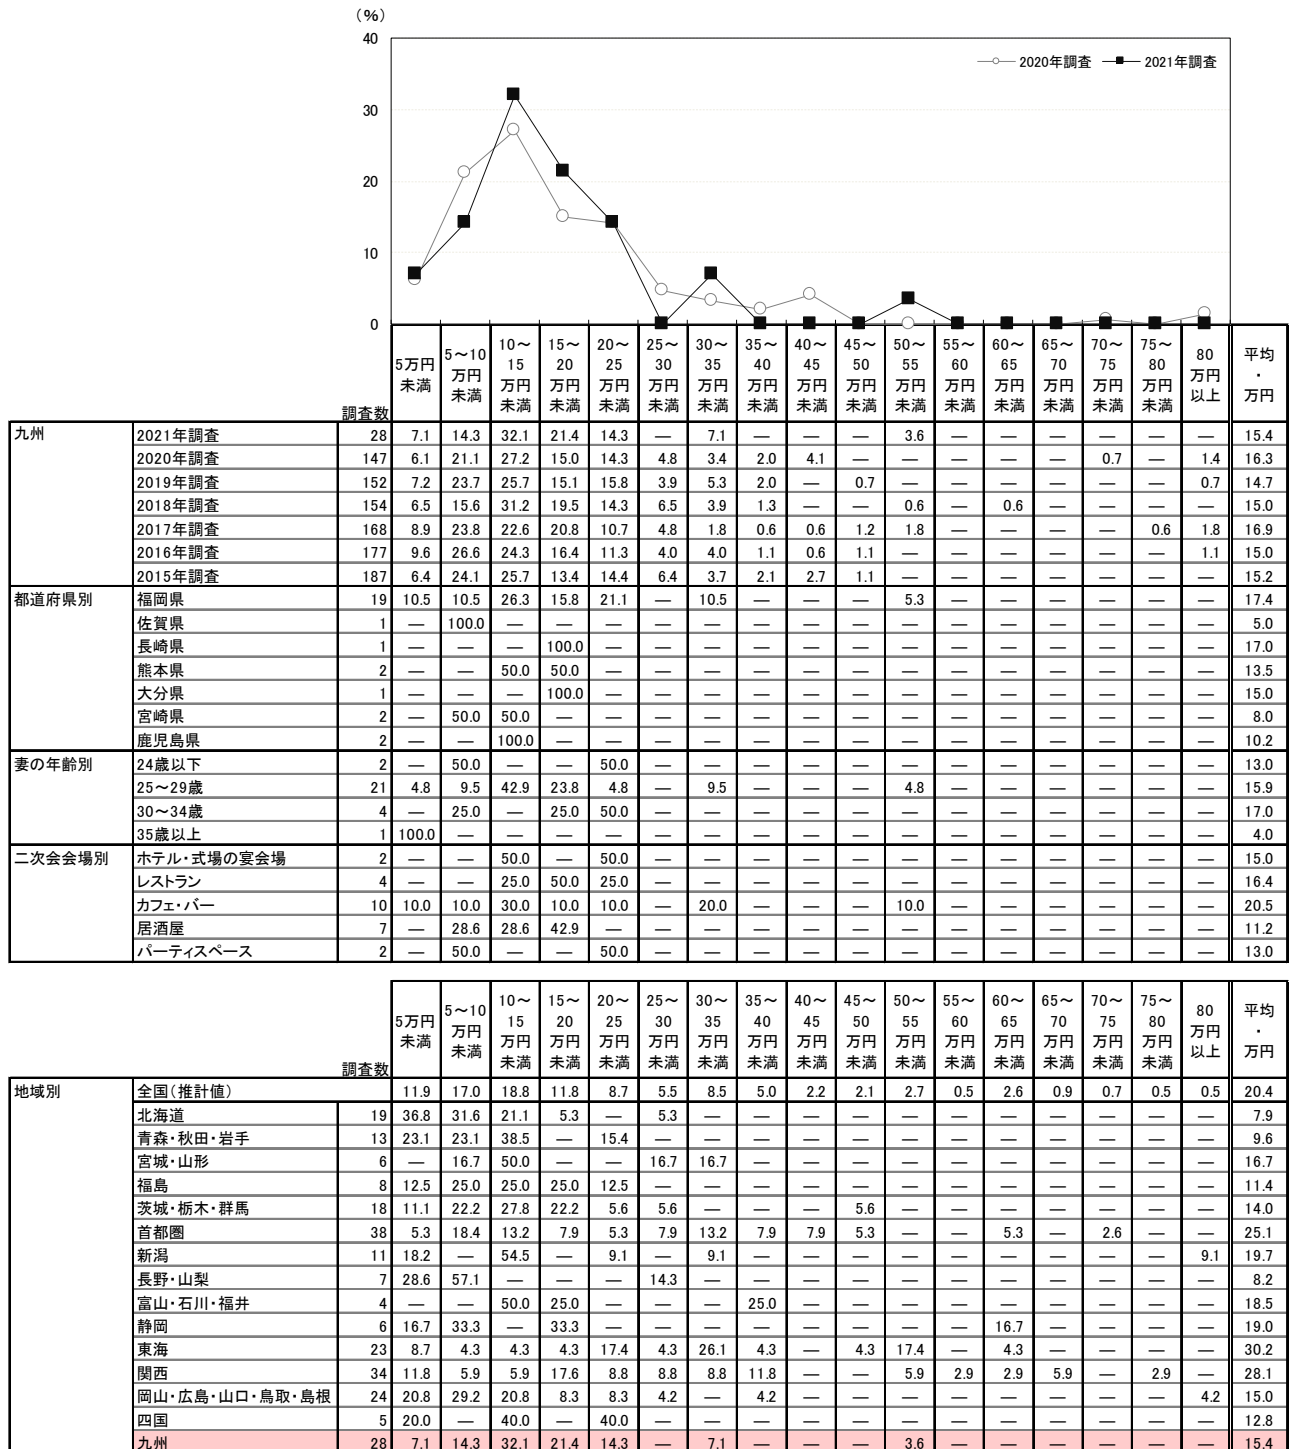 （%）
40
30
20
10
0
2020年調査 2021年調査
調査数 5万円未満 5～10万円未満 10～15万円未満 15～20万円未満 20～25万円未満 25～30万円未満 30～35万円未満 35～40万円未満 40～45万円未満 45～50万円未満 50～55万円未満 55～60万円未満 60～65万円未満 65～70万円未満 70～75万円未満 75～80万円未満 80万円以上 平均・万円
九州 2021年調査 28 7.1 14.3 32.1 21.4 14.3 — 7.1 — — — 3.6 — — — — — — 15.4
2020年調査 147 6.1 21.1 27.2 15.0 14.3 4.8 3.4 2.0 4.1 — — — — — 0.7 — 1.4 16.3
2019年調査 152 7.2 23.7 25.7 15.1 15.8 3.9 5.3 2.0 — 0.7 — — — — — — 0.7 14.7
2018年調査 154 6.5 15.6 31.2 19.5 14.3 6.5 3.9 1.3 — — 0.6 — 0.6 — — — — 15.0
2017年調査 168 8.9 23.8 22.6 20.8 10.7 4.8 1.8 0.6 0.6 1.2 1.8 — — — — 0.6 1.8 16.9
2016年調査 177 9.6 26.6 24.3 16.4 11.3 4.0 4.0 1.1 0.6 1.1 — — — — — — 1.1 15.0
2015年調査 187 6.4 24.1 25.7 13.4 14.4 6.4 3.7 2.1 2.7 1.1 — — — — — — — 15.2
都道府県別 福岡県 19 10.5 10.5 26.3 15.8 21.1 — 10.5 — — — 5.3 — — — — — — 17.4
佐賀県 1 — 100.0 — — — — — — — — — — — — — — — 5.0
長崎県 1 — — — 100.0 — — — — — — — — — — — — — 17.0
熊本県 2 — — 50.0 50.0 — — — — — — — — — — — — — 13.5
大分県 1 — — — 100.0 — — — — — — — — — — — — — 15.0
宮崎県 2 — 50.0 50.0 — — — — — — — — — — — — — — 8.0
鹿児島県 2 — — 100.0 — — — — — — — — — — — — — — 10.2
妻の年齢別 24歳以下 2 — 50.0 — — 50.0 — — — — — — — — — — — — 13.0
25～29歳 21 4.8 9.5 42.9 23.8 4.8 — 9.5 — — — 4.8 — — — — — — 15.9
30～34歳 4 — 25.0 — 25.0 50.0 — — — — — — — — — — — — 17.0
35歳以上 1 100.0 — — — — — — — — — — — — — — — — 4.0
二次会会場別 ホテル・式場の宴会場 2 — — 50.0 — 50.0 — — — — — — — — — — — — 15.0
レストラン 4 — — 25.0 50.0 25.0 — — — — — — — — — — — — 16.4
カフェ・バー 10 10.0 10.0 30.0 10.0 10.0 — 20.0 — — — 10.0 — — — — — — 20.5
居酒屋 7 — 28.6 28.6 42.9 — — — — — — — — — — — — — 11.2
パーティスペース 2 — 50.0 — — 50.0 — — — — — — — — — — — — 13.0
調査数 5万円未満 5～10万円未満 10～15万円未満 15～20万円未満 20～25万円未満 25～30万円未満 30～35万円未満 35～40万円未満 40～45万円未満 45～50万円未満 50～55万円未満 55～60万円未満 60～65万円未満 65～70万円未満 70～75万円未満 75～80万円未満 80万円以上 平均・万円
地域別 全国（推計値） 11.9 17.0 18.8 11.8 8.7 5.5 8.5 5.0 2.2 2.1 2.7 0.5 2.6 0.9 0.7 0.5 0.5 20.4
北海道 19 36.8 31.6 21.1 5.3 — 5.3 — — — — — — — — — — — 7.9
青森・秋田・岩手 13 23.1 23.1 38.5 — 15.4 — — — — — — — — — — — — 9.6
宮城・山形 6 — 16.7 50.0 — — 16.7 16.7 — — — — — — — — — — 16.7
福島 8 12.5 25.0 25.0 25.0 12.5 — — — — — — — — — — — — 11.4
茨城・栃木・群馬 18 11.1 22.2 27.8 22.2 5.6 5.6 — — — 5.6 — — — — — — — 14.0
首都圏 38 5.3 18.4 13.2 7.9 5.3 7.9 13.2 7.9 7.9 5.3 — — 5.3 — 2.6 — — 25.1
新潟 11 18.2 — 54.5 — 9.1 — 9.1 — — — — — — — — — 9.1 19.7
長野・山梨 7 28.6 57.1 — — — 14.3 — — — — — — — — — — — 8.2
富山・石川・福井 4 — — 50.0 25.0 — — — 25.0 — — — — — — — — — 18.5
静岡 6 16.7 33.3 — 33.3 — — — — — — — — 16.7 — — — — 19.0
東海 23 8.7 4.3 4.3 4.3 17.4 4.3 26.1 4.3 — 4.3 17.4 — 4.3 — — — — 30.2
関西 34 11.8 5.9 5.9 17.6 8.8 8.8 8.8 11.8 — — 5.9 2.9 2.9 5.9 — 2.9 — 28.1
岡山・広島・山口・鳥取・島根 24 20.8 29.2 20.8 8.3 8.3 4.2 — 4.2 — — — — — — — — 4.2 15.0
四国 5 20.0 — 40.0 — 40.0 — — — — — — — — — — — — 12.8
九州 28 7.1 14.3 32.1 21.4 14.3 — 7.1 — — — 3.6 — — — — — — 15.4